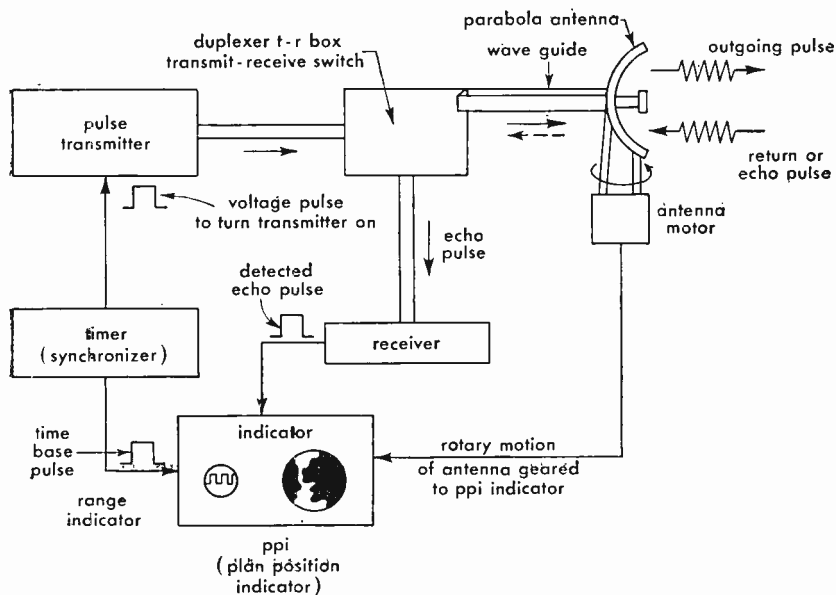 parabola antenna
duplexer t-r box
transmit-receive switch
wave guide
outgoing pulse
pulse
transmitter
return or
echo pulse
voltage pulse
to turn transmitter on
antenna
motor
echo
pulse
detected
echo pulse
timer
(synchronizer)
receiver
time
base
pulse
indicator
rotary motion
of antenna geared
to ppi indicator
range
indicator
ppi
(plan position
indicator)